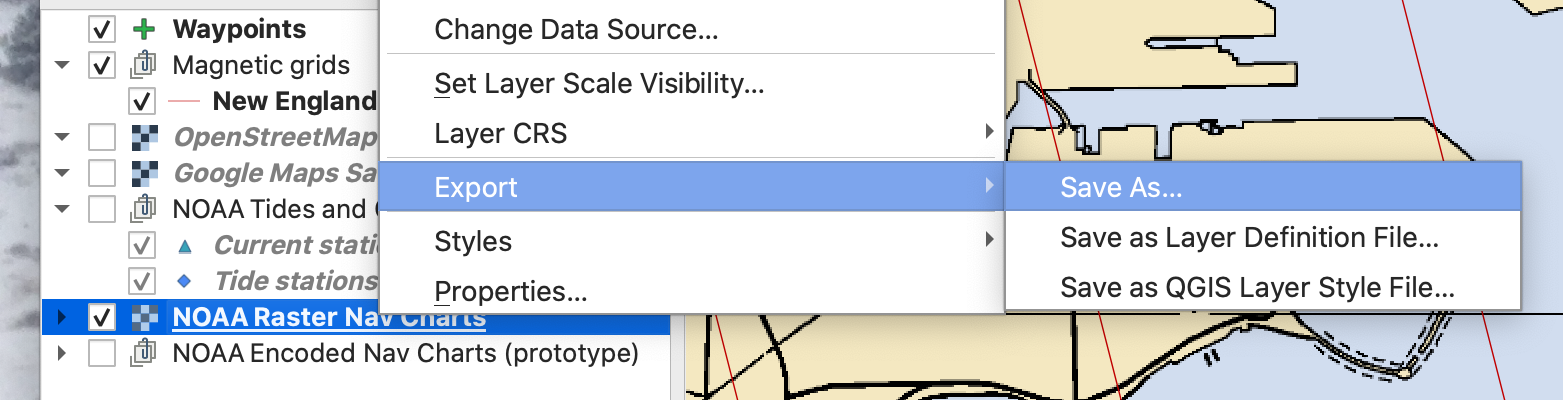 Waypoints
Magnetic grids
New England
OpenStreetMap
Google Maps Sa
NOAA Tides and
Current stati
Tide stations
NOAA Raster Nav Charts
NOAA Encoded Nav Charts (prototype)
Change Data Source...
Set Layer Scale Visibility...
Layer CRS
Export
Styles
Properties...
Save As...
Save as Layer Definition File...
Save as QGIS Layer Style File...